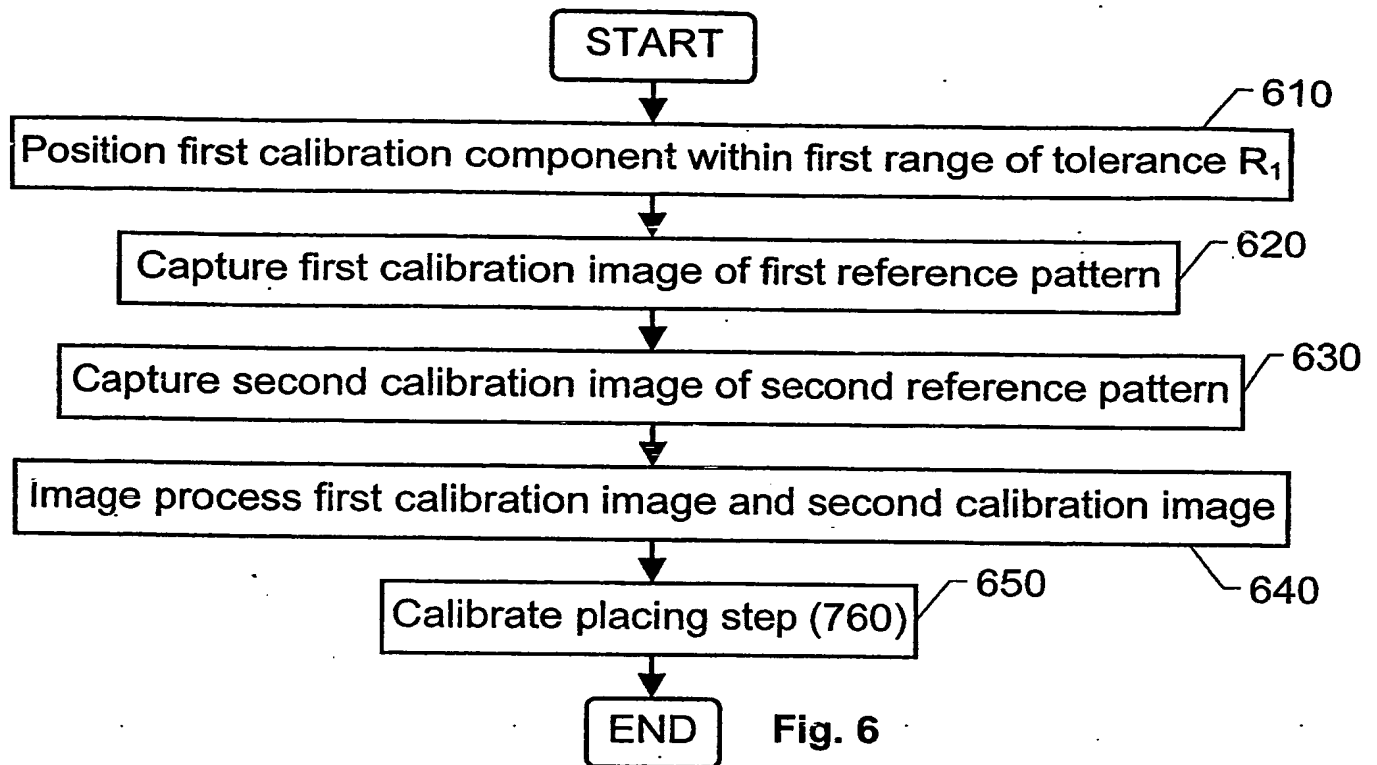 START
610
Position first calibration component within first range of tolerance R₁
620
Capture first calibration image of first reference pattern
630
Capture second calibration image of second reference pattern
Image process first calibration image and second calibration image
640
650
Calibrate placing step (760)
END
Fig. 6